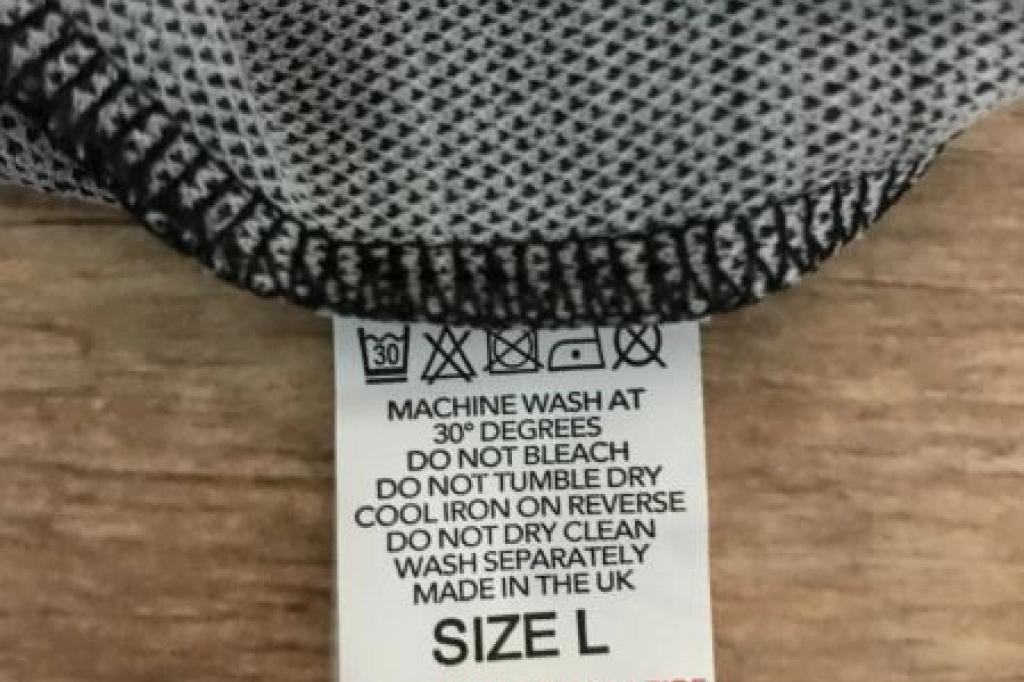 30
MACHINE WASH AT
30° DEGREES
DO NOT BLEACH
DO NOT TUMBLE DRY
COOL IRON ON REVERSE
DO NOT DRY CLEAN
WASH SEPARATELY
MADE IN THE UK
SIZE L